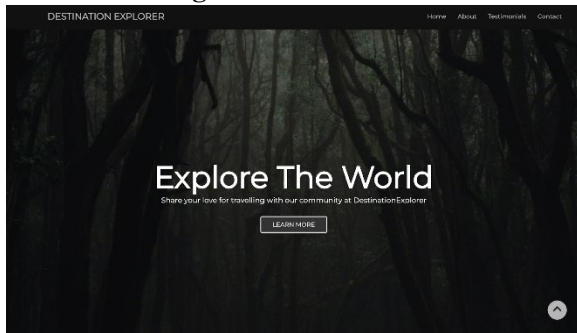 DESTINATION EXPLORER
Home About Testimonials Contact
Explore The World
Share your love for travelling with our community at DestinationExplorer
LEARN MORE